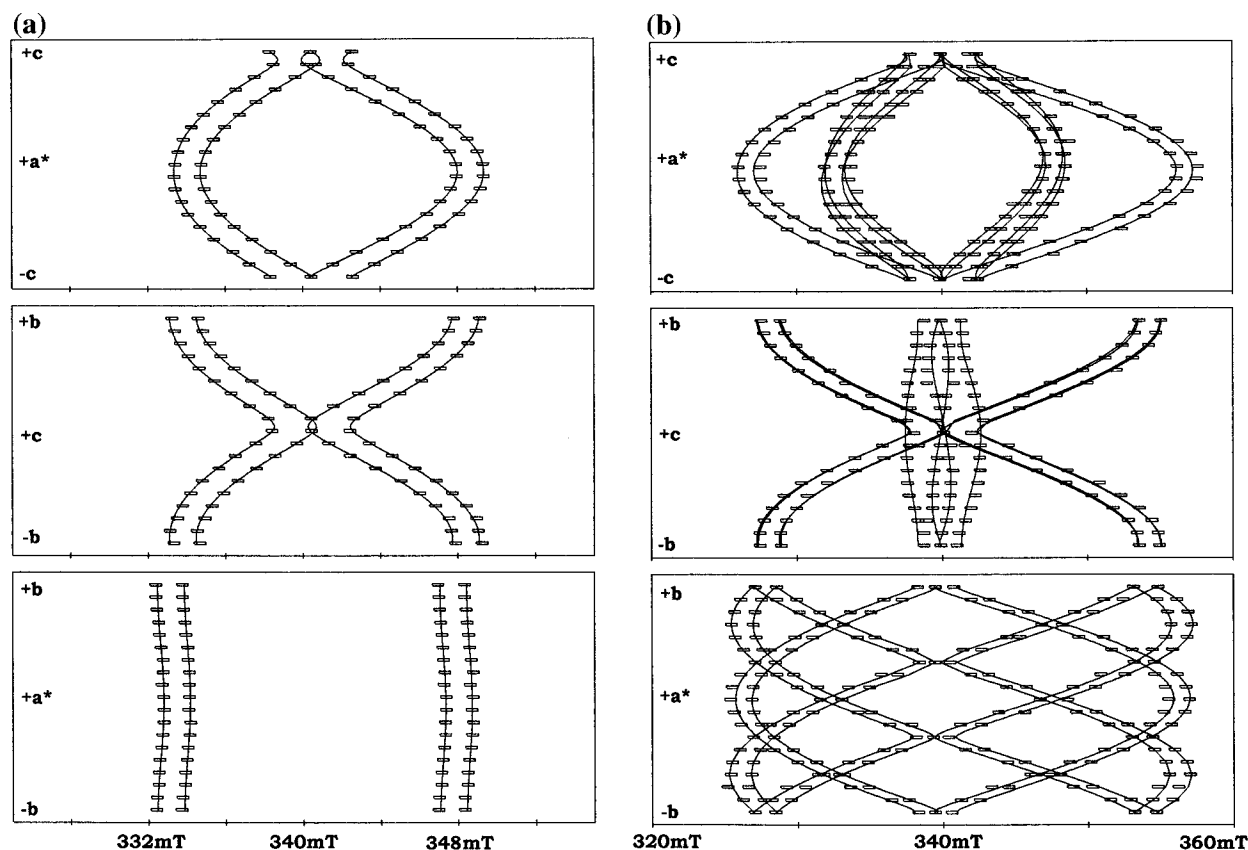 (a)
+c
+a*
-c
+b
+c
-b
+b
+a*
-b
332mT 340mT 348mT
(b)
+c
+a*
-c
+b
+c
-b
+b
+a*
-b
320mT 340mT 360mT